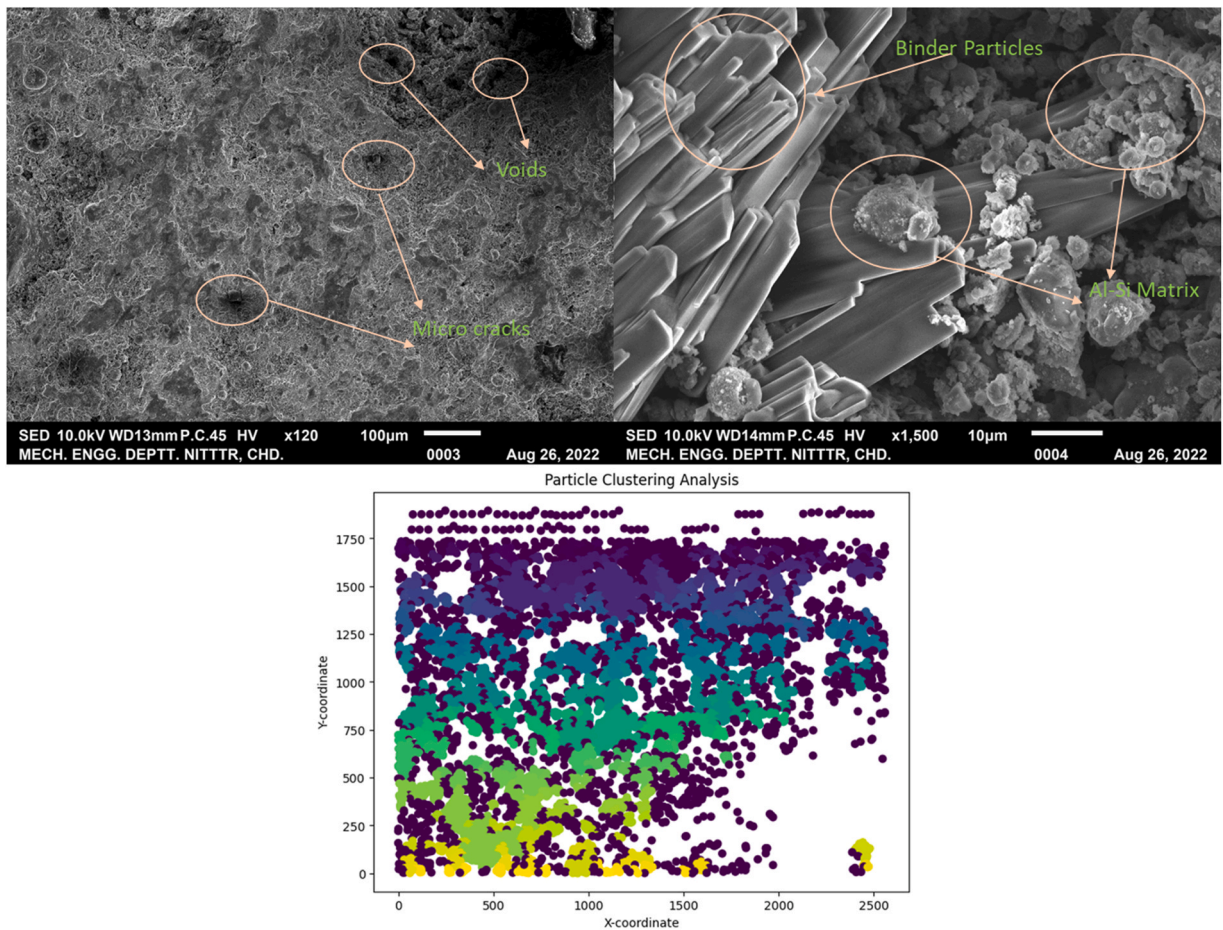 Binder Particles
Voids
Al-Si Matrix
Micro cracks
SED 10.0kV WD13mm P.C.45 HV x120 100μm
MECH. ENGG. DEPTT. NITTTR, CHD. 0003 Aug 26, 2022
SED 10.0kV WD14mm P.C.45 HV x1,500 10μm
MECH. ENGG. DEPTT. NITTTR, CHD. 0004 Aug 26, 2022
Particle Clustering Analysis
Y-coordinate
1750
1500
1250
1000
750
500
250
0
0 500 1000 1500 2000 2500
X-coordinate